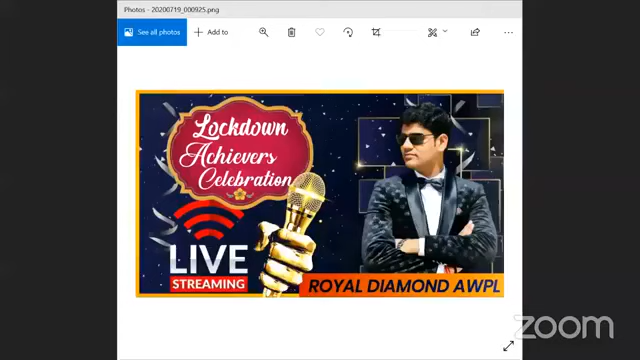 Photos - 20200719_000925.png
See all photos
Add to
Lockdown
Achievers
Celebration
LIVE
STREAMING
ROYAL DIAMOND AWPL
zoom